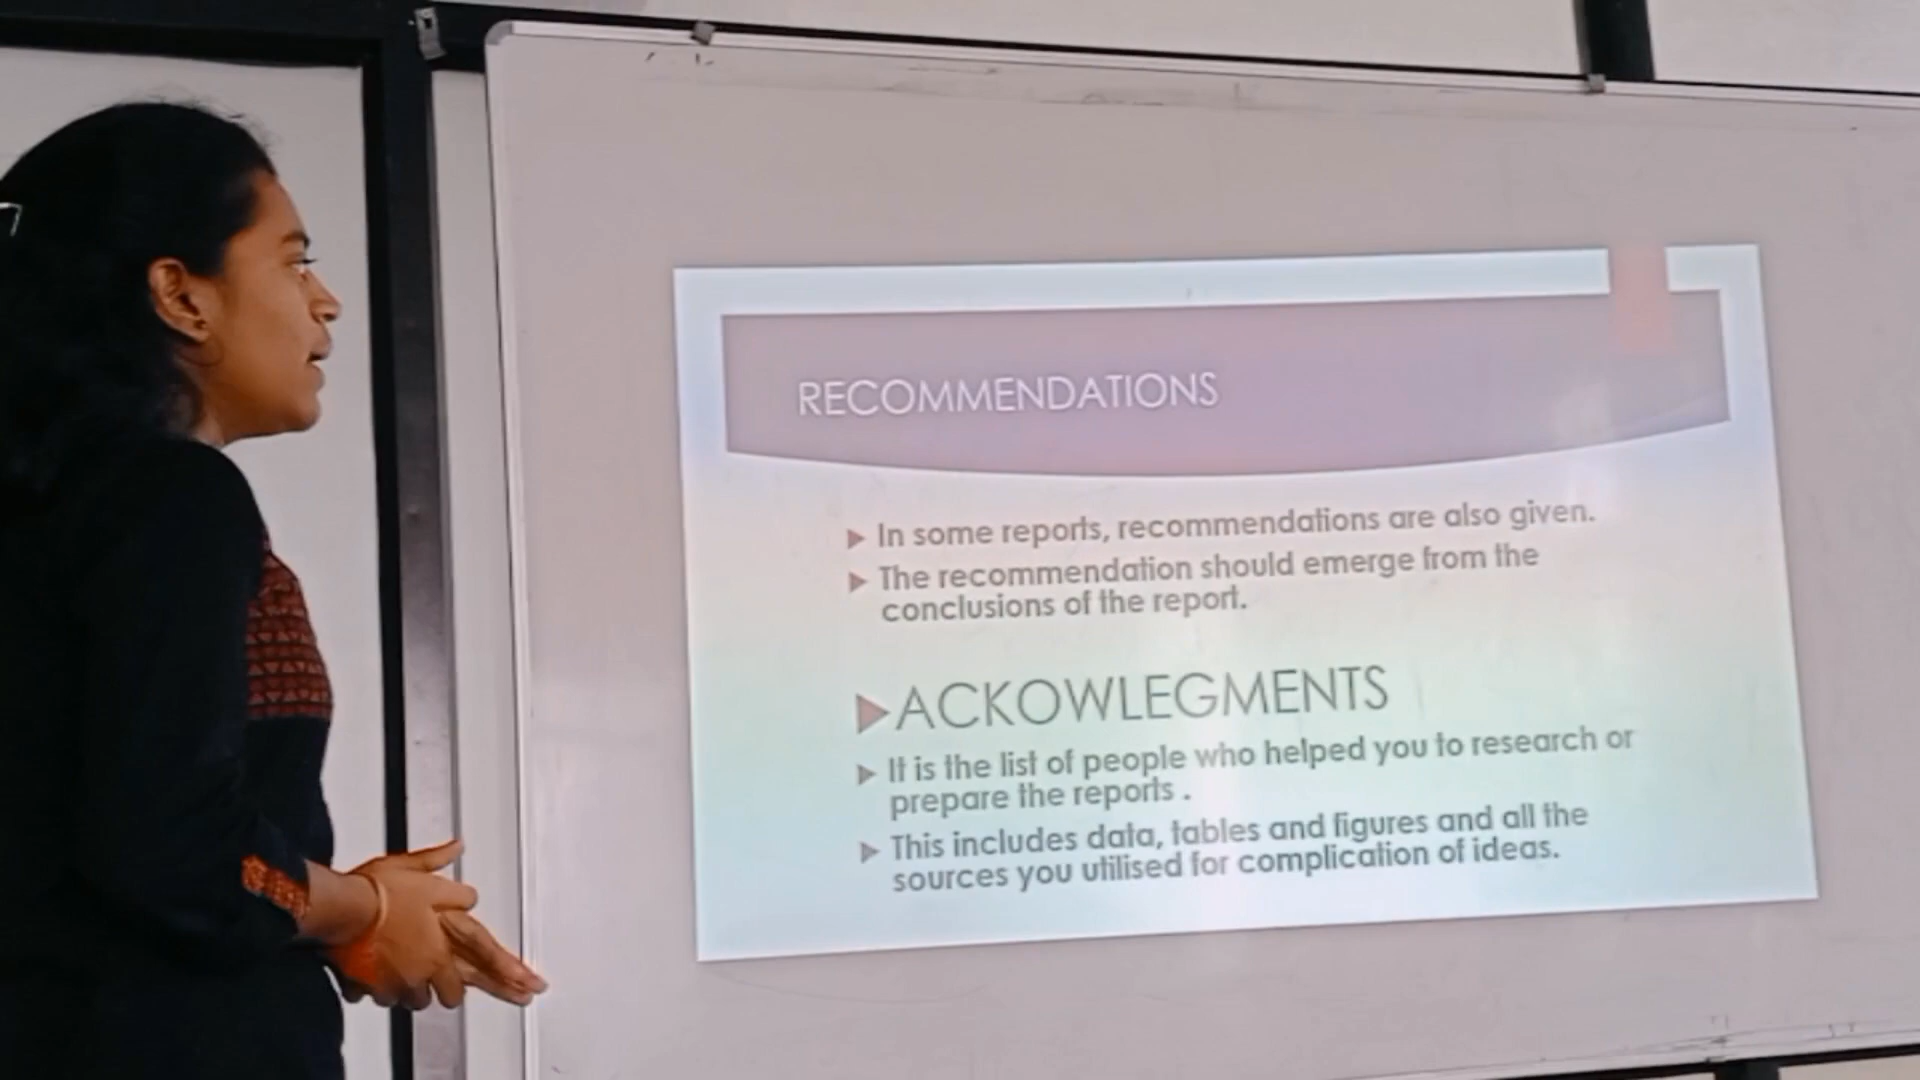 RECOMMENDATIONS
In some reports, recommendations are also given.
The recommendation should emerge from the
conclusions of the report.
ACKOWLEGMENTS
It is the list of people who helped you to research or
prepare the reports .
This includes data, tables and figures and all the
sources you utilised for complication of ideas.